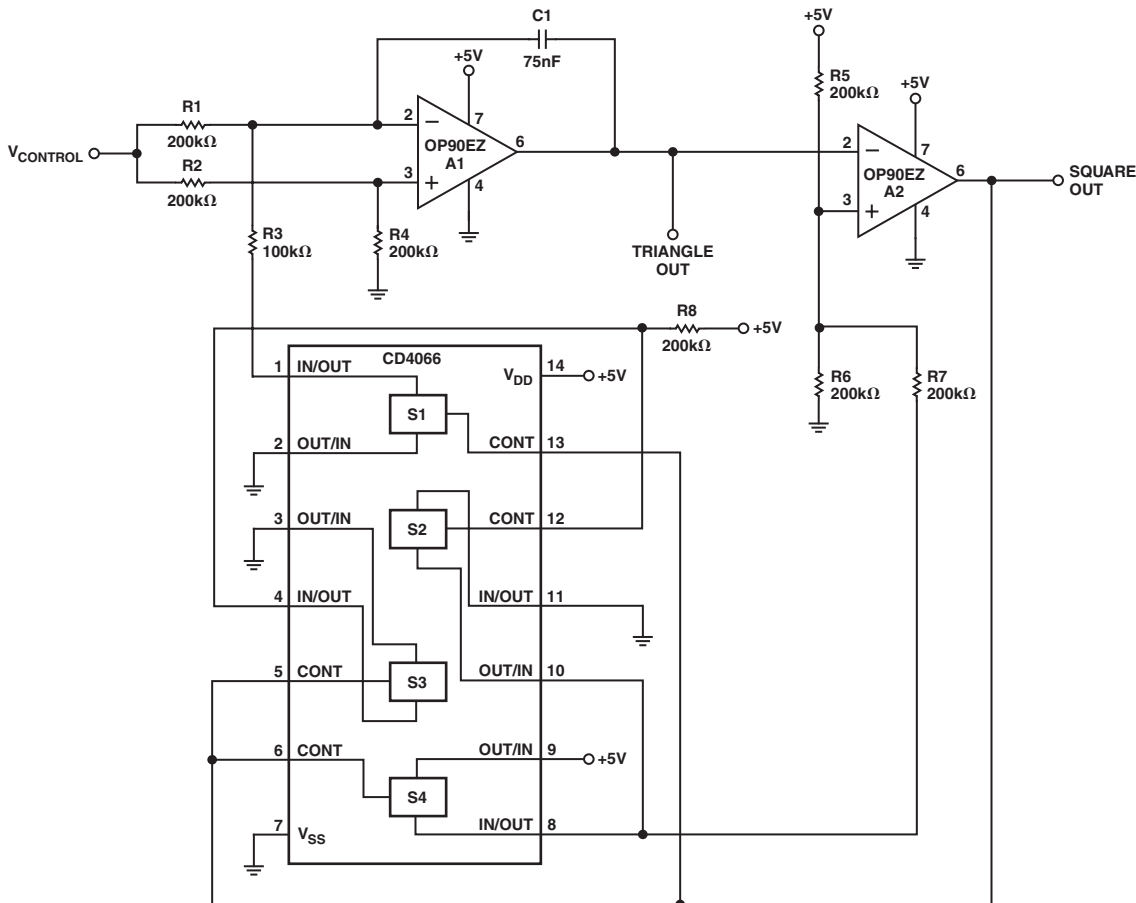 C1
75nF
+5V
+5V
+5V
R5
200kΩ
R1
200kΩ
VCONTROL
R2
200kΩ
2
−
7
OP90EZ
A1
6
3
+
4
2
−
7
OP90EZ
A2
6
3
+
4
SQUARE
OUT
R3
100kΩ
R4
200kΩ
TRIANGLE
OUT
R8
200kΩ
+5V
R6
200kΩ
R7
200kΩ
CD4066
1
IN/OUT
VDD
14
+5V
S1
2
OUT/IN
CONT
13
3
OUT/IN
S2
CONT
12
4
IN/OUT
IN/OUT
11
5
CONT
S3
OUT/IN
10
6
CONT
OUT/IN
9
+5V
S4
7
VSS
IN/OUT
8